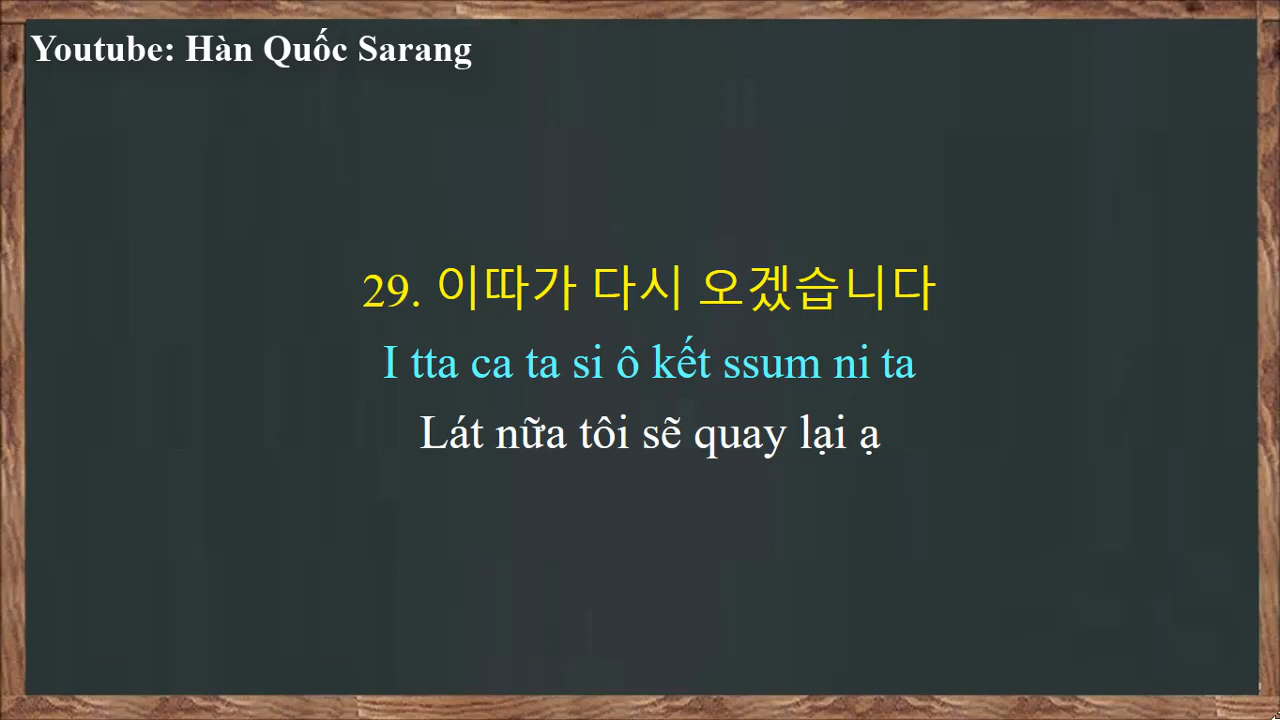 Youtube: Hàn Quốc Sarang
29. 이따가 다시 오겠습니다
I tta ca ta si ô kết ssum ni ta
Lát nữa tôi sẽ quay lại ạ